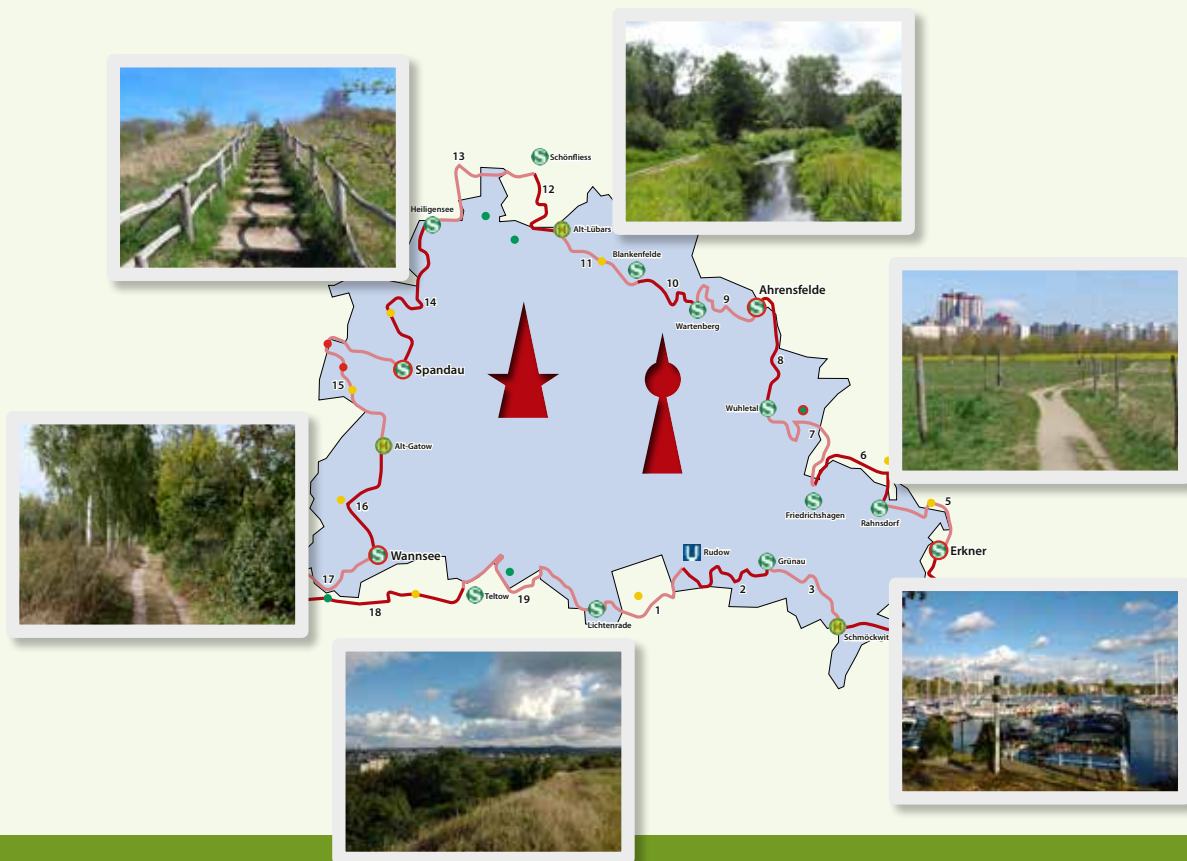 13
S Schönfliess
12
Heiligensee
S
H Alt-Lübars
Blankenfelde
S
11
10
9
Ahrensfelde
S
S
Wartenberg
14
8
S Spandau
15
Wuhletal S
7
H Alt-Gatow
6
16
S
Friedrichshagen
S
Rahnsdorf
5
S Erkner
S Wannsee
U Rudow
S Grünau
17
18
S Teltow
19
S
Lichtenrade
1
2
3
H
Schmöckwit